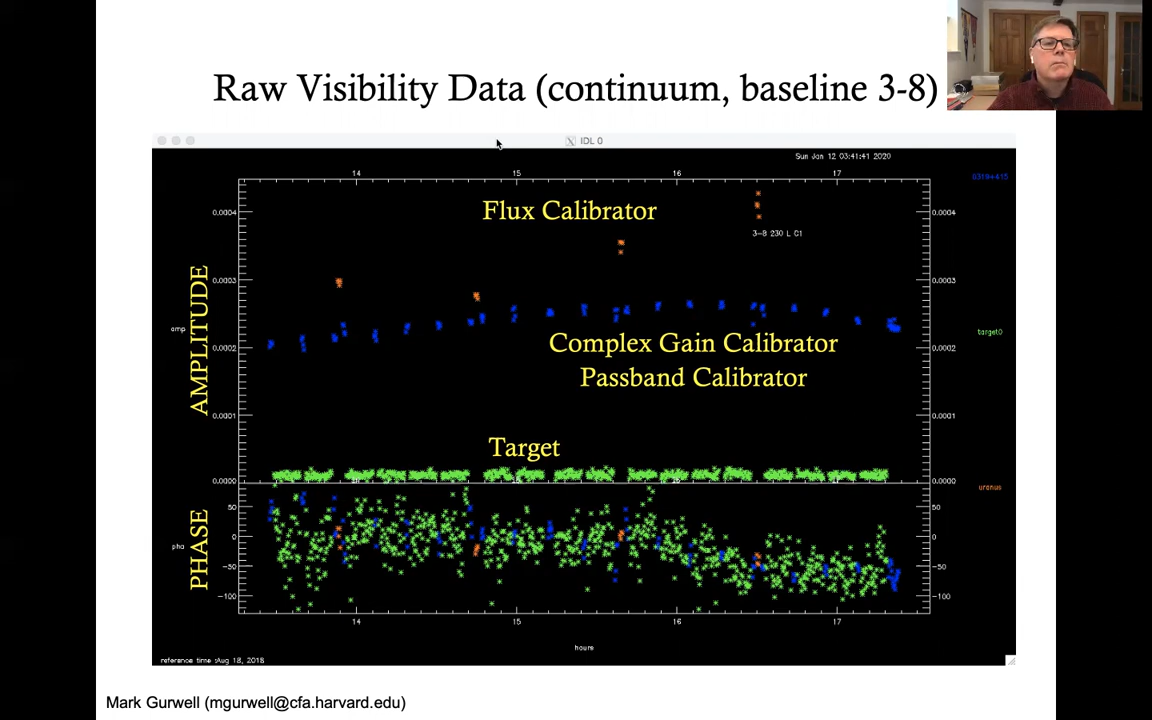 Raw Visibility Data (continuum, baseline 3-8)
IDL 0
Sun Jan 12 03:41:41 2020
14 15 16 17
0319+415
0.0004 0.0004
Flux Calibrator
3-8 230 L C1
0.0003 0.0003
AMPLITUDE
amp
target0
Complex Gain Calibrator
0.0002 0.0002
Passband Calibrator
0.0001 0.0001
Target
0.0000 0.0000
uranus
50 50
PHASE
pha
0 0
-50 -50
-100 -100
14 15 16 17
hours
reference time :Aug 18, 2018
Mark Gurwell (mgurwell@cfa.harvard.edu)